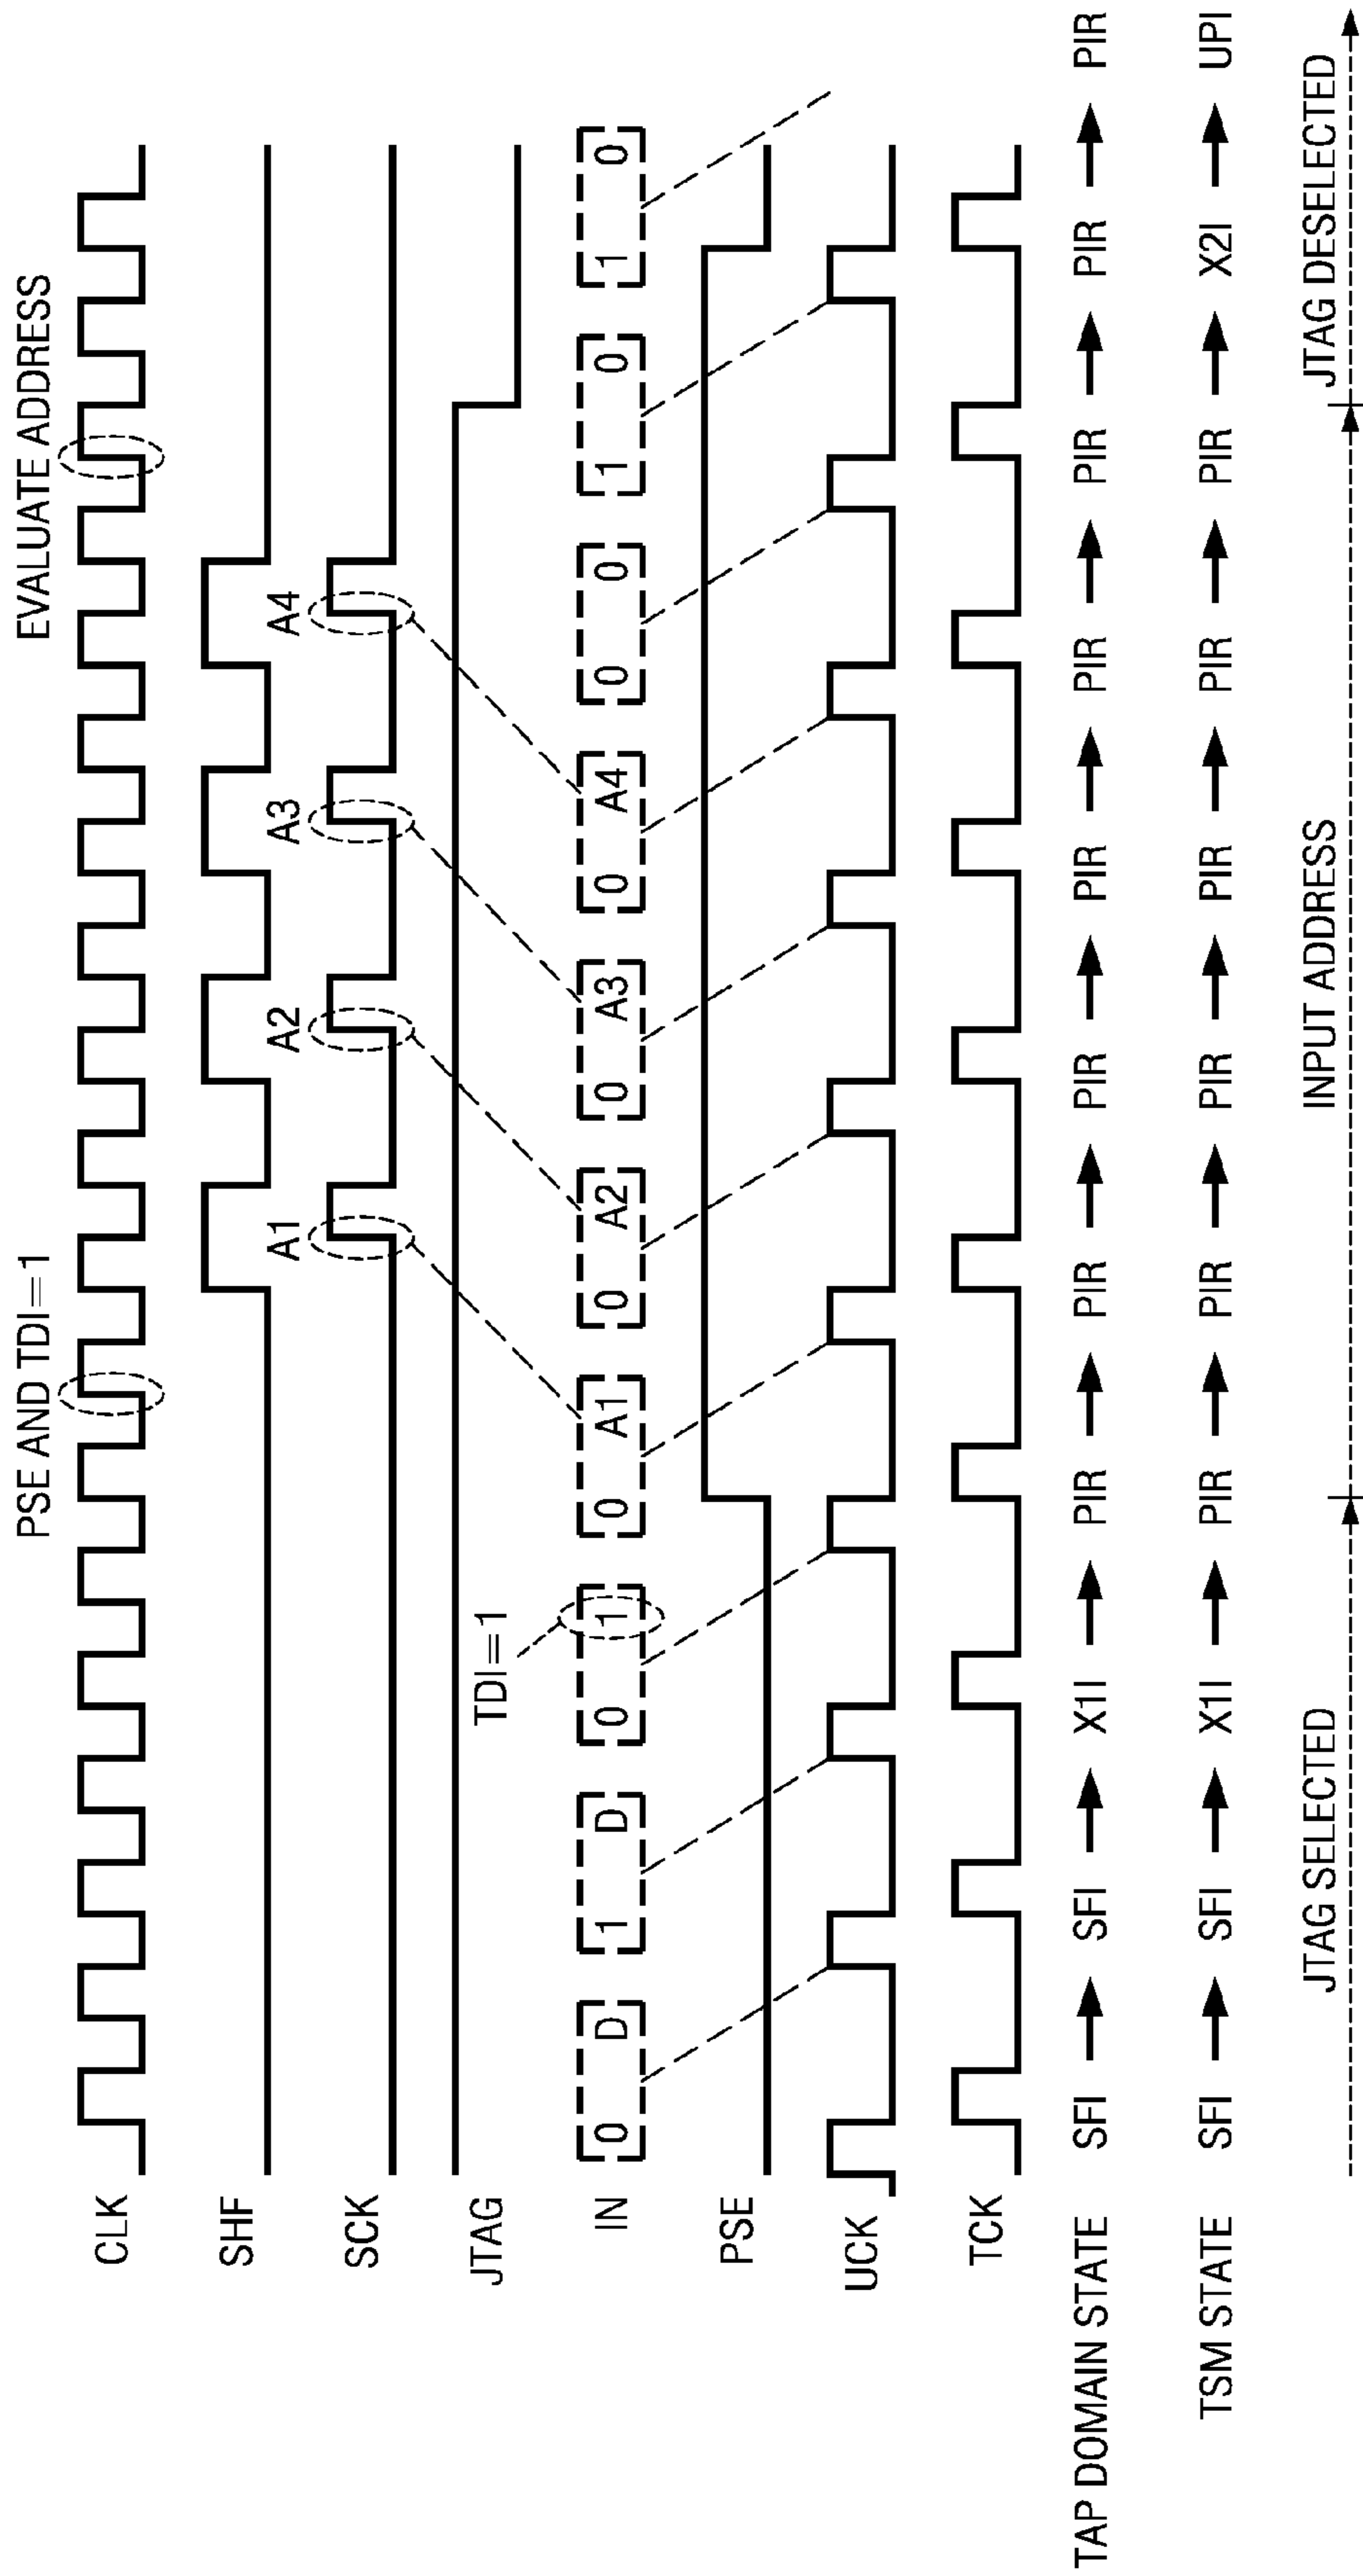 PSE AND TDI=1 EVALUATE ADDRESS
CLK
SHF
A1 A2 A3 A4
SCK
JTAG
TDI=1
IN 0 D 1 D 0 1 0 A1 0 A2 0 A3 0 A4 0 0 1 0 1 0
PSE
UCK
TCK
TAP DOMAIN STATE SFI → SFI → X1I → PIR → PIR → PIR → PIR → PIR → PIR → PIR → PIR
TSM STATE SFI → SFI → X1I → PIR → PIR → PIR → PIR → PIR → PIR → X2I → UPI
JTAG SELECTED INPUT ADDRESS JTAG DESELECTED